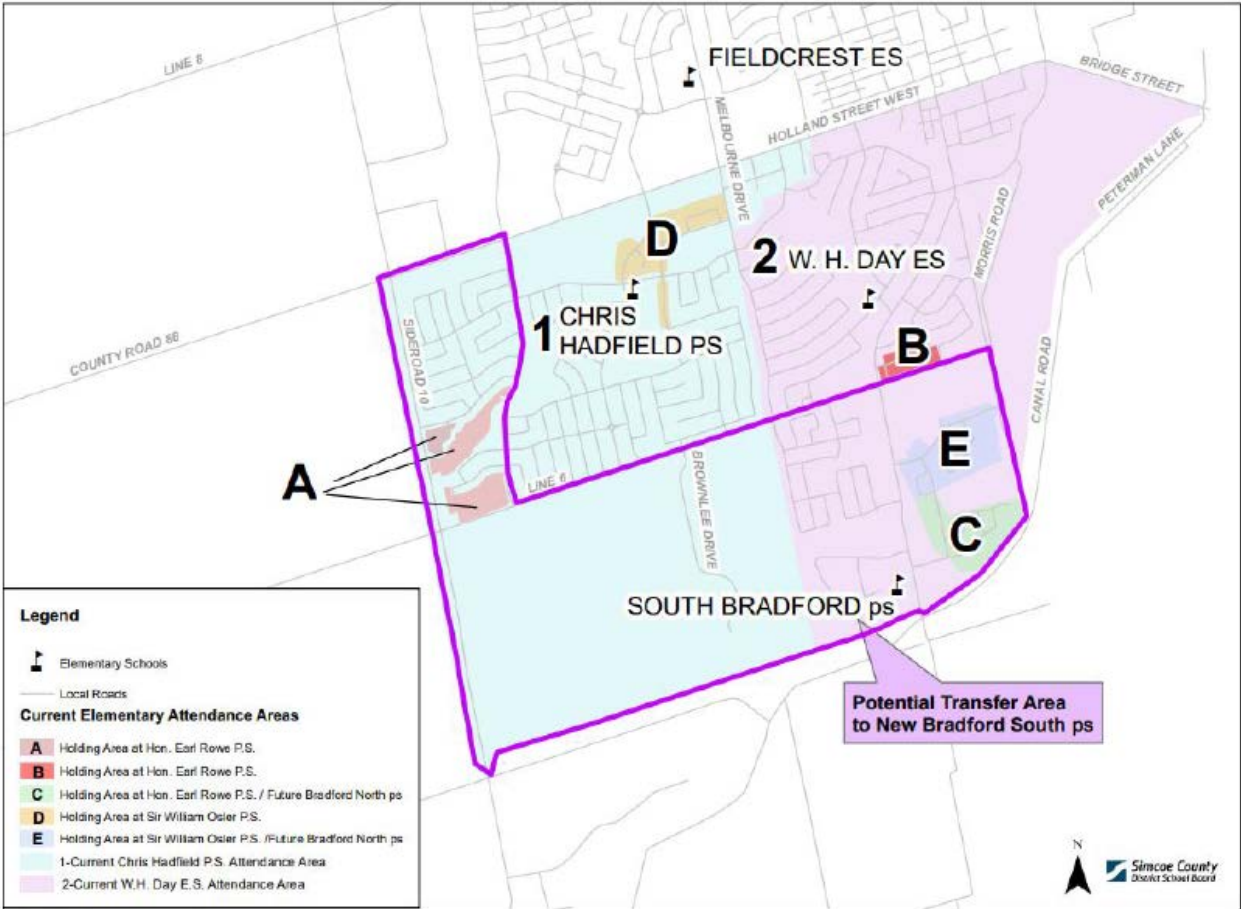 LINE 8
FIELDCREST ES
BRIDGE STREET
MELBOURNE DRIVE
HOLLAND STREET WEST
PETERMAN LANE
D
2 W. H. DAY ES
MORRIS ROAD
1 CHRIS
HADFIELD PS
SIDEROAD 10
COUNTY ROAD 88
B
CANAL ROAD
A
LINE 6
BROWNLEE DRIVE
E
C
SOUTH BRADFORD ps
Potential Transfer Area
to New Bradford South ps
Legend
Elementary Schools
Local Roads
Current Elementary Attendance Areas
A Holding Area at Hon. Earl Rowe P.S.
B Holding Area at Hon. Earl Rowe P.S.
C Holding Area at Hon. Earl Rowe P.S. / Future Bradford North ps
D Holding Area at Sir William Osler P.S.
E Holding Area at Sir William Osler P.S. /Future Bradford North ps
1-Current Chris Hadfield P.S. Attendance Area
2-Current W.H. Day E.S. Attendance Area
N
Simcoe County
District School Board